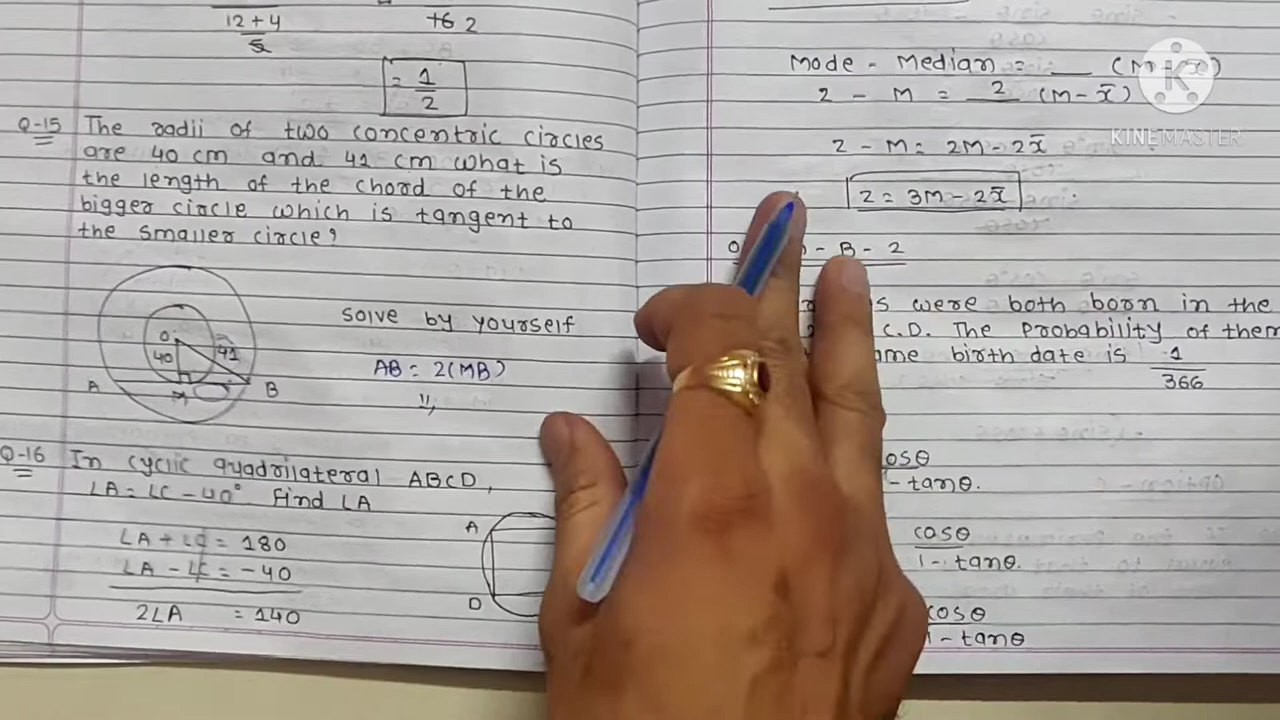 12 + 4
5
+6 2
= 1
2
Q-15 The radii of two concentric circles
are 40 cm and 41 cm what is
the length of the chord of the
bigger circle which is tangent to
the smaller circle?
O
40
41
A
M
B
Solve by yourself
AB = 2(MB)
Q-16 In cyclic quadrilateral ABCD,
∠A = ∠C - 40° find ∠A
∠A + ∠C = 180
∠A - ∠C = -40
2∠A = 140
A
D
Mode - Median = __ (M - x̄)
Z - M = 2 (M - x̄)
Z - M = 2M - 2x̄
Z = 3M - 2x̄
- B - 2
were both born in the
C.D. The Probability of them
birth date is 1
366
cosθ
- tanθ.
cosθ
1 - tanθ.
cosθ
1 - tanθ
K
KINEMASTER